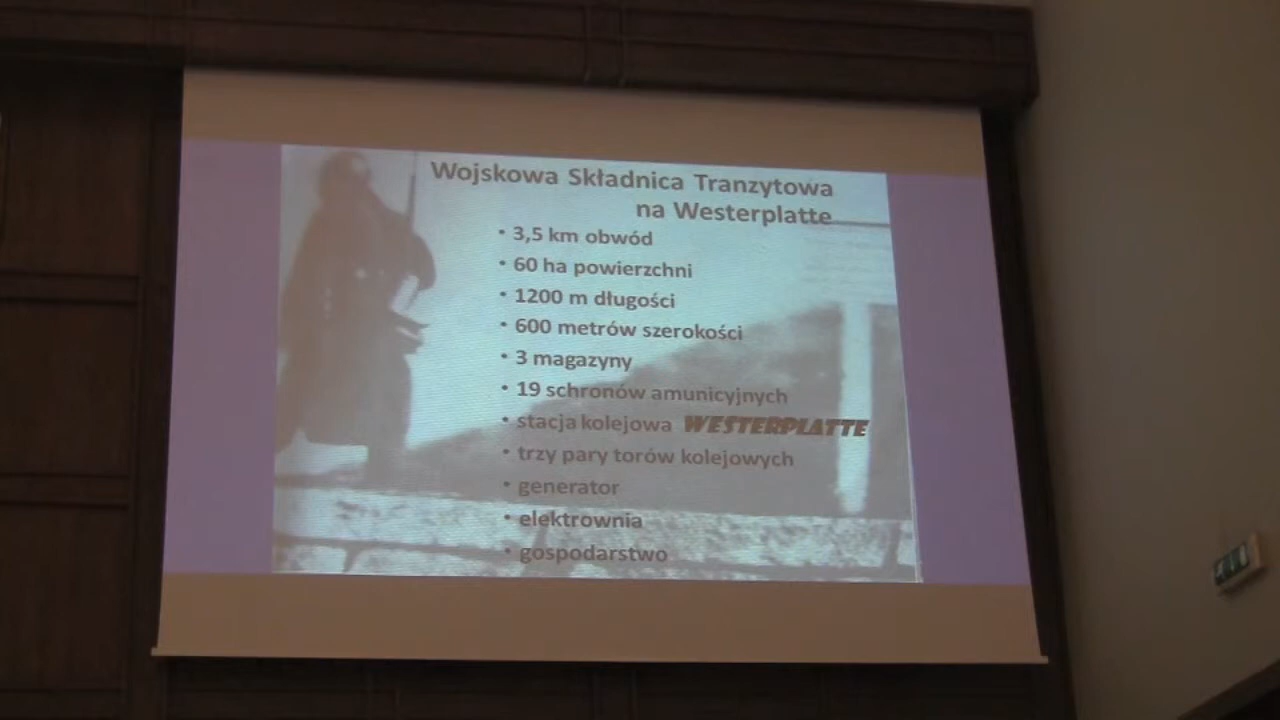 Wojskowa Składnica Tranzytowa
na Westerplatte
• 3,5 km obwód
• 60 ha powierzchni
• 1200 m długości
• 600 metrów szerokości
• 3 magazyny
• 19 schronów amunicyjnych
• stacja kolejowa WESTERPLATTE
• trzy pary torów kolejowych
• generator
• elektrownia
• gospodarstwo